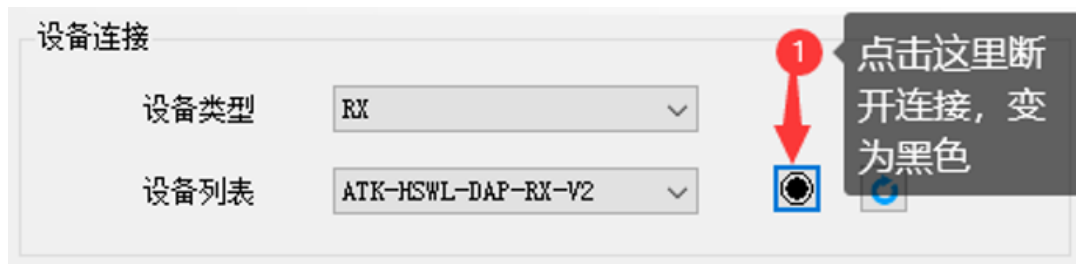 设备连接
设备类型
RX
设备列表
ATK-HSWL-DAP-RX-V2
1
点击这里断
开连接，变
为黑色